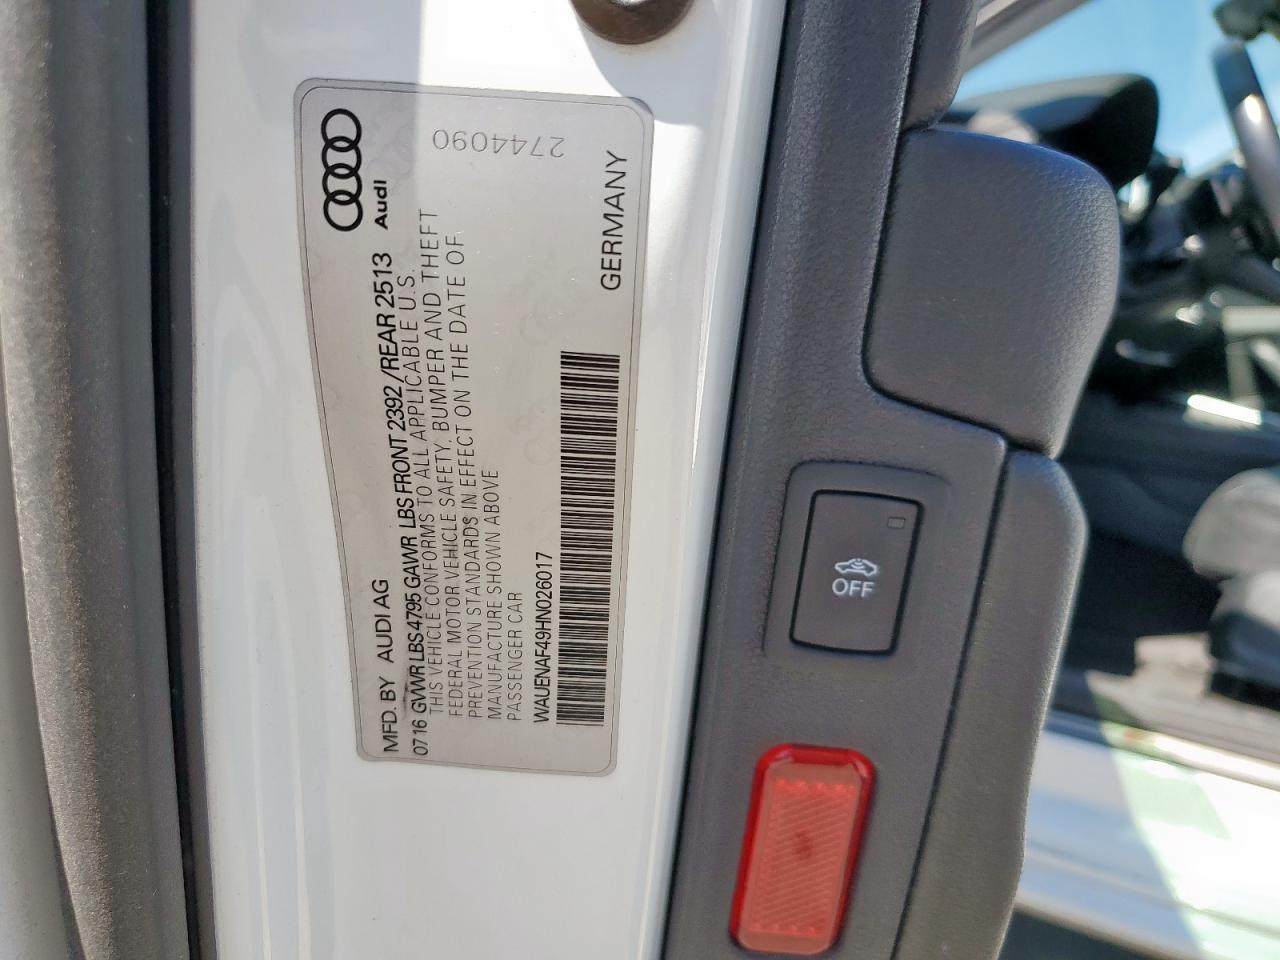 Audi
MFD. BY AUDI AG
0716 GVWR LBS 4795 GAWR LBS FRONT 2392/REAR 2513
THIS VEHICLE CONFORMS TO ALL APPLICABLE U.S.
FEDERAL MOTOR VEHICLE SAFETY, BUMPER AND THEFT
PREVENTION STANDARDS IN EFFECT ON THE DATE OF
MANUFACTURE SHOWN ABOVE
PASSENGER CAR
WAUENAF49HN026017
GERMANY
2744090
OFF